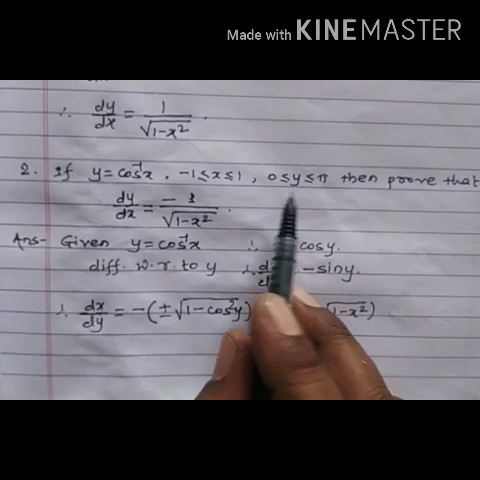 Made with KINEMASTER
∴ dy/dx = 1/√1-x² .
2. If y = cos⁻¹x , -1≤x≤1 , 0≤y≤π then prove that
dy/dx = -1/√1-x² .
Ans- Given y = cos⁻¹x ∴ cosy.
diff. w.r.to y ∴ -siny.
∴ dx/dy = -(±√1-cos²y) √1-x²)